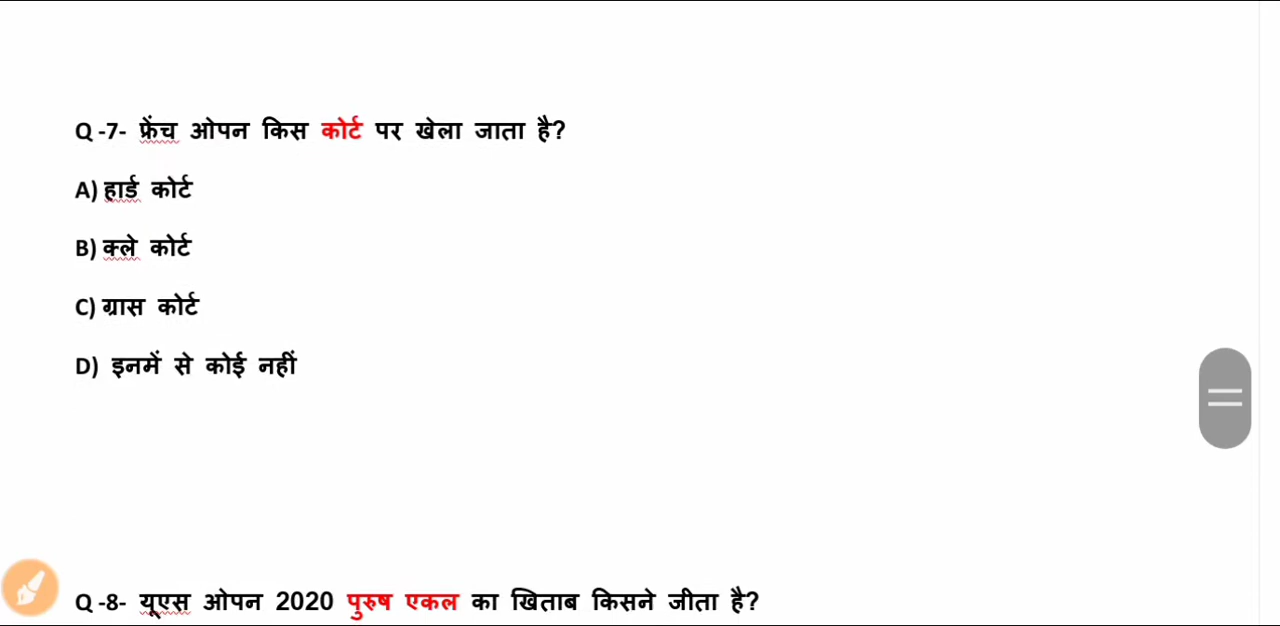 Q -7- फ्रेंच ओपन किस कोर्ट पर खेला जाता है?
A) हार्ड कोर्ट
B) क्ले कोर्ट
C) ग्रास कोर्ट
D) इनमें से कोई नहीं
Q -8- यूएस ओपन 2020 पुरुष एकल का खिताब किसने जीता है?